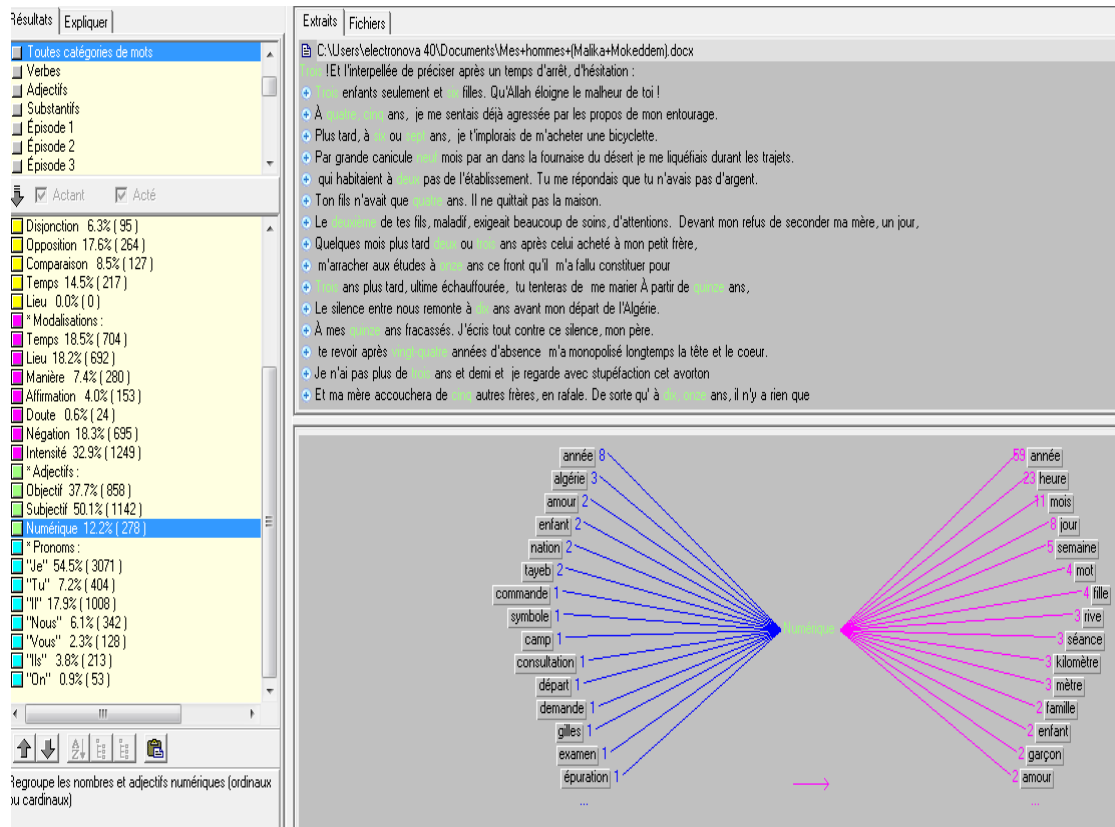 Résultats
Expliquer
Toutes catégories de mots
Verbes
Adjectifs
Substantifs
Épisode 1
Épisode 2
Épisode 3
Actant
Acté
Disjonction 6.3% ( 95 )
Opposition 17.6% ( 264 )
Comparaison 8.5% ( 127 )
Temps 14.5% ( 217 )
Lieu 0.0% ( 0 )
* Modalisations :
Temps 18.5% ( 704 )
Lieu 18.2% ( 692 )
Manière 7.4% ( 280 )
Affirmation 4.0% ( 153 )
Doute 0.6% ( 24 )
Négation 18.3% ( 695 )
Intensité 32.9% ( 1249 )
* Adjectifs :
Objectif 37.7% ( 858 )
Subjectif 50.1% ( 1142 )
Numérique 12.2% ( 278 )
* Pronoms :
"Je" 54.5% ( 3071 )
"Tu" 7.2% ( 404 )
"Il" 17.9% ( 1008 )
"Nous" 6.1% ( 342 )
"Vous" 2.3% ( 128 )
"Ils" 3.8% ( 213 )
"On" 0.9% ( 53 )
Regroupe les nombres et adjectifs numériques (ordinaux
ou cardinaux)
Extraits
Fichiers
C:\Users\electronova 40\Documents\Mes+hommes+(Malika+Mokeddem).docx
Trois ! Et l'interpellée de préciser après un temps d'arrêt, d'hésitation :
Trois enfants seulement et six filles. Qu'Allah éloigne le malheur de toi !
À quatre, cinq ans, je me sentais déjà agressée par les propos de mon entourage.
Plus tard, à six ou sept ans, je t'implorais de m'acheter une bicyclette.
Par grande canicule neuf mois par an dans la fournaise du désert je me liquéfiais durant les trajets.
qui habitaient à deux pas de l'établissement. Tu me répondais que tu n'avais pas d'argent.
Ton fils n'avait que quatre ans. Il ne quittait pas la maison.
Le deuxième de tes fils, maladif, exigeait beaucoup de soins, d'attentions. Devant mon refus de seconder ma mère, un jour,
Quelques mois plus tard deux ou trois ans après celui acheté à mon petit frère,
m'arracher aux études à onze ans ce front qu'il m'a fallu constituer pour
Trois ans plus tard, ultime échauffourée, tu tenteras de me marier À partir de quinze ans,
Le silence entre nous remonte à dix ans avant mon départ de l'Algérie.
À mes quinze ans fracassés. J'écris tout contre ce silence, mon père.
te revoir après vingt-quatre années d'absence m'a monopolisé longtemps la tête et le coeur.
Je n'ai pas plus de trois ans et demi et je regarde avec stupéfaction cet avorton
Et ma mère accouchera de cinq autres frères, en rafale. De sorte qu' à dix, onze ans, il n'y a rien que
année 8
algérie 3
amour 2
enfant 2
nation 2
tayeb 2
commande 1
symbole 1
camp 1
consultation 1
départ 1
demande 1
gilles 1
examen 1
épuration 1
...
Numérique
59 année
23 heure
11 mois
8 jour
5 semaine
4 mot
4 fille
3 rive
3 séance
3 kilomètre
3 mètre
2 famille
2 enfant
2 garçon
2 amour
...